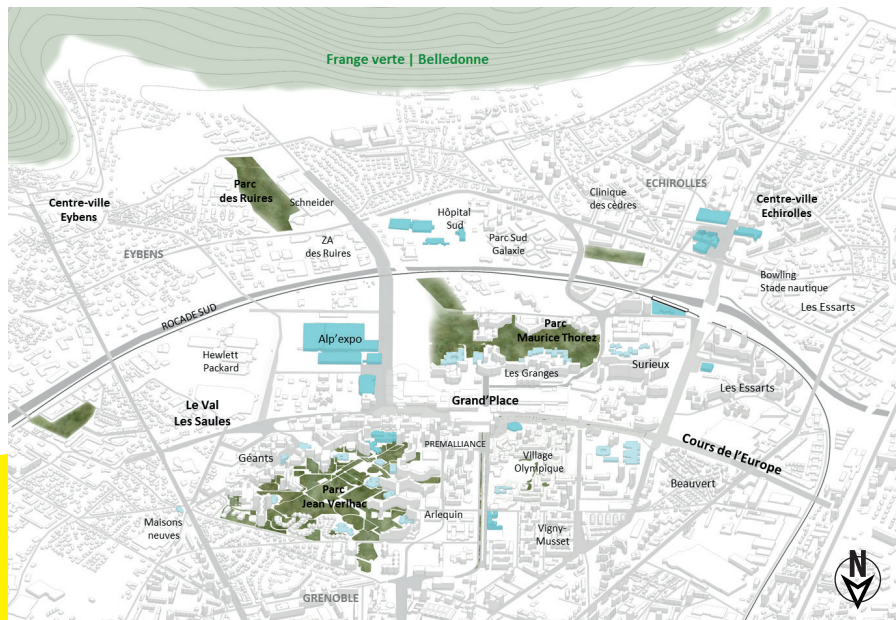 Frange verte | Belledonne
Parc
des Ruires
Schneider
Centre-ville
Eybens
ECHIROLLES
Clinique
des cèdres
Centre-ville
Echirolles
Hôpital
Sud
ZA
des Ruires
Parc Sud
Galaxie
EYBENS
Bowling
Stade nautique
Les Essarts
ROCADE SUD
Alp'expo
Parc
Maurice Thorez
Hewlett
Packard
Les Granges
Surieux
Les Essarts
Le Val
Les Saules
Grand'Place
PREMALLIANCE
Cours de l'Europe
Géants
Village
Olympique
Beauvert
Parc
Jean Verlhac
Arlequin
Maisons
neuves
Vigny-
Musset
GRENOBLE
N